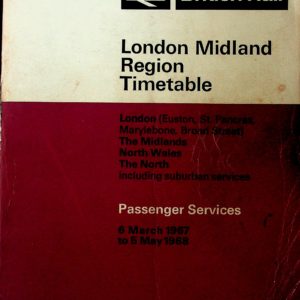 British Rail
London Midland
Region
Timetable
London (Euston, St. Pancras,
Marylebone, Broad Street)
The Midlands
North Wales
The North
including suburban services
Passenger Services
6 March 1967
to 5 May 1968